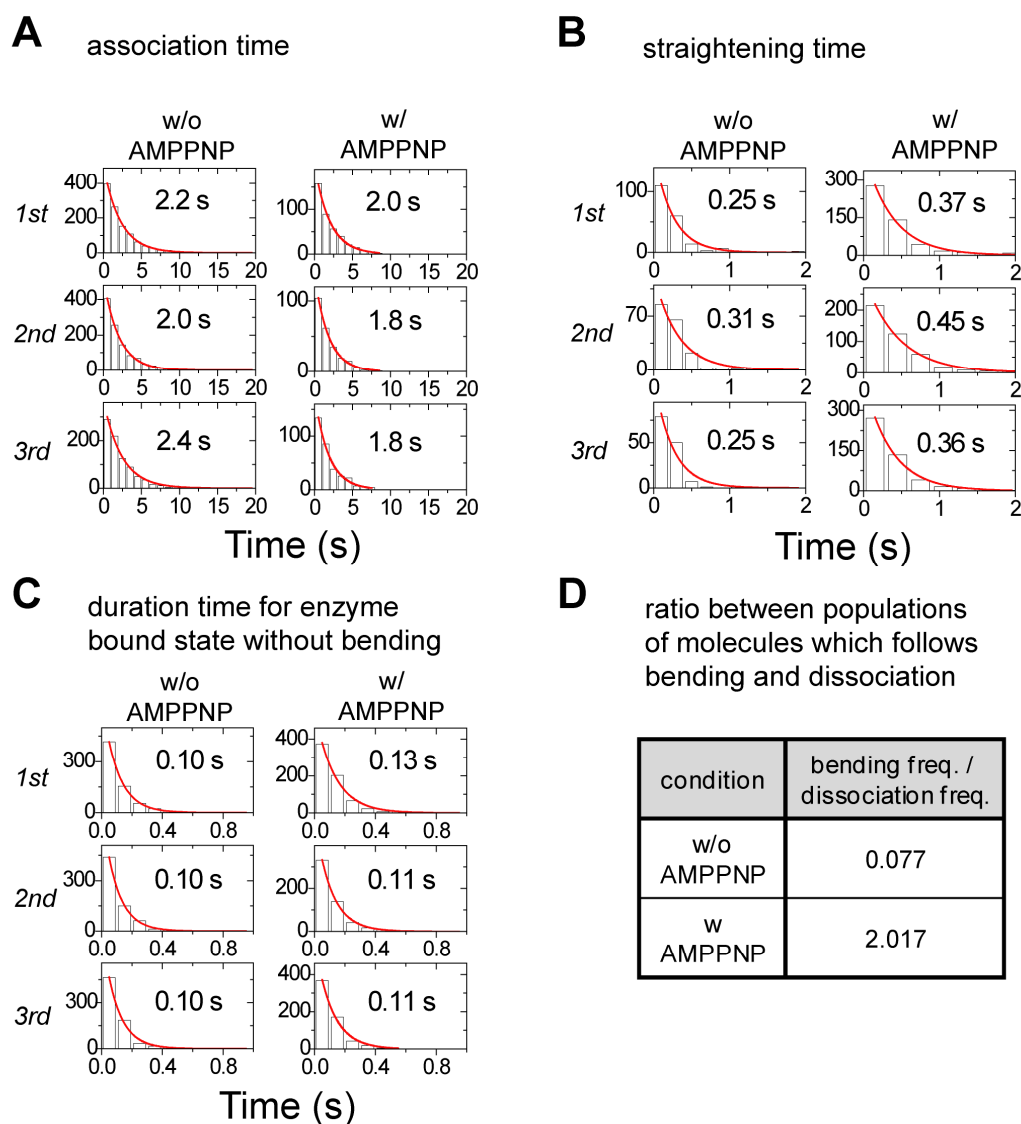 A association time
w/o w/
AMPPNP AMPPNP
1st
400
200
0
2.2 s
0 5 10 15 20
100
0
2.0 s
0 5 10 15 20
2nd
400
200
0
2.0 s
0 5 10 15 20
100
0
1.8 s
0 5 10 15 20
3rd
200
0
2.4 s
0 5 10 15 20
100
0
1.8 s
0 5 10 15 20
Time (s)
B straightening time
w/o w/
AMPPNP AMPPNP
1st
100
0
0.25 s
0 1 2
300
150
0
0.37 s
0 1 2
2nd
70
0
0.31 s
0 1 2
200
100
0
0.45 s
0 1 2
3rd
50
0
0.25 s
0 1 2
300
150
0
0.36 s
0 1 2
Time (s)
C duration time for enzyme
bound state without bending
w/o w/
AMPPNP AMPPNP
1st
300
0
0.10 s
0.0 0.4 0.8
400
200
0
0.13 s
0.0 0.4 0.8
2nd
300
0
0.10 s
0.0 0.4 0.8
200
0
0.11 s
0.0 0.4 0.8
3rd
300
0
0.10 s
0.0 0.4 0.8
400
200
0
0.11 s
0.0 0.4 0.8
Time (s)
D ratio between populations
of molecules which follows
bending and dissociation
condition
bending freq. /
dissociation freq.
w/o
AMPPNP
0.077
w
AMPPNP
2.017